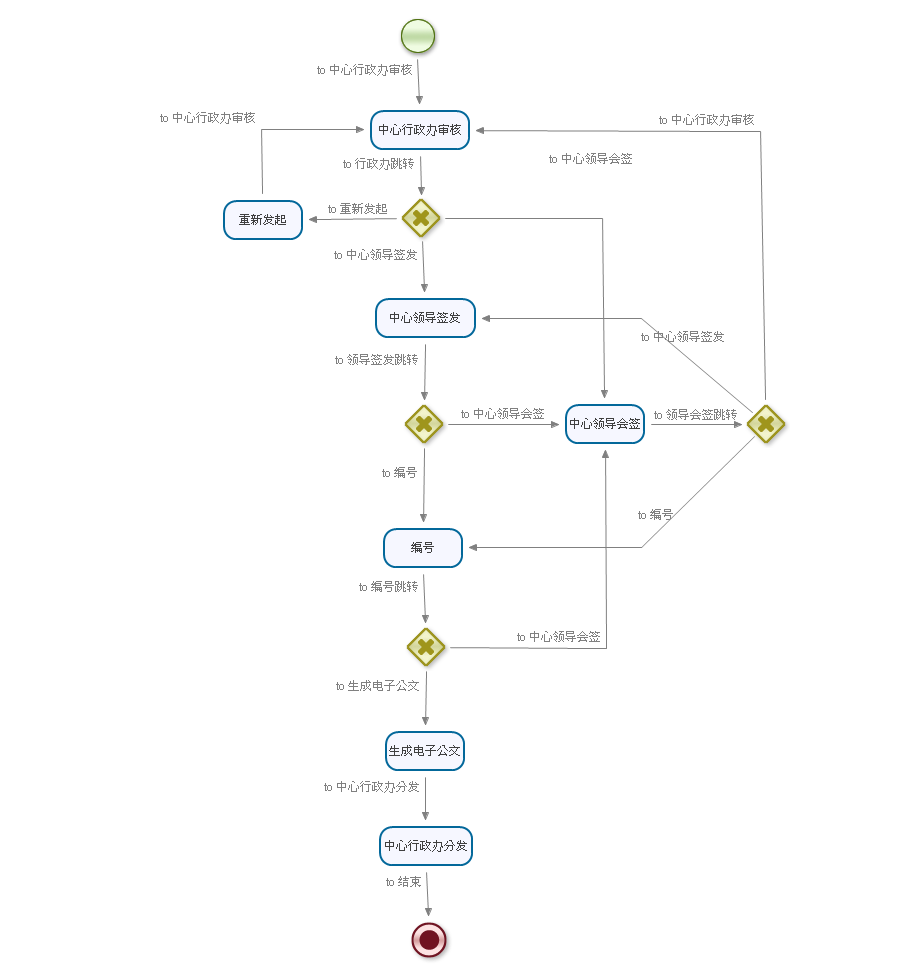 to 中心行政办审核
to 中心行政办审核
to 中心行政办审核
中心行政办审核
to 行政办跳转
to 中心领导会签
to 重新发起
重新发起
to 中心领导签发
中心领导签发
to 中心领导签发
to 领导签发跳转
to 中心领导会签
中心领导会签
to 领导会签跳转
to 编号
to 编号
编号
to 编号跳转
to 中心领导会签
to 生成电子公文
生成电子公文
to 中心行政办分发
中心行政办分发
to 结束